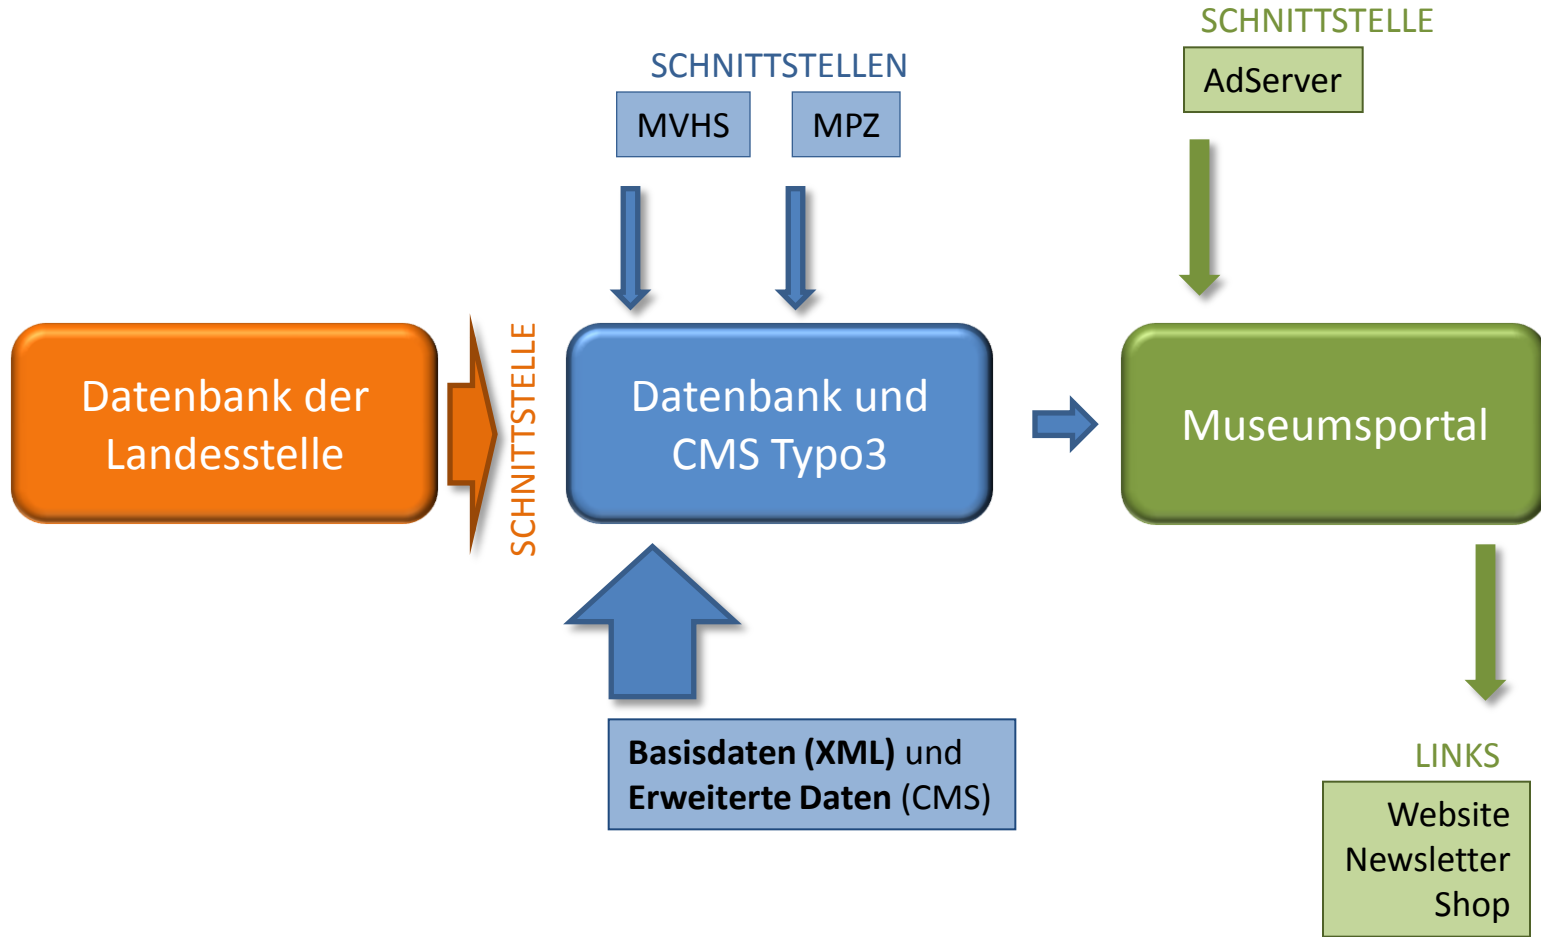 SCHNITTSTELLE
AdServer
SCHNITTSTELLEN
MVHS
MPZ
Datenbank der
Landesstelle
SCHNITTSTELLE
Datenbank und
CMS Typo3
Museumsportal
Basisdaten (XML) und
Erweiterte Daten (CMS)
LINKS
Website
Newsletter
Shop